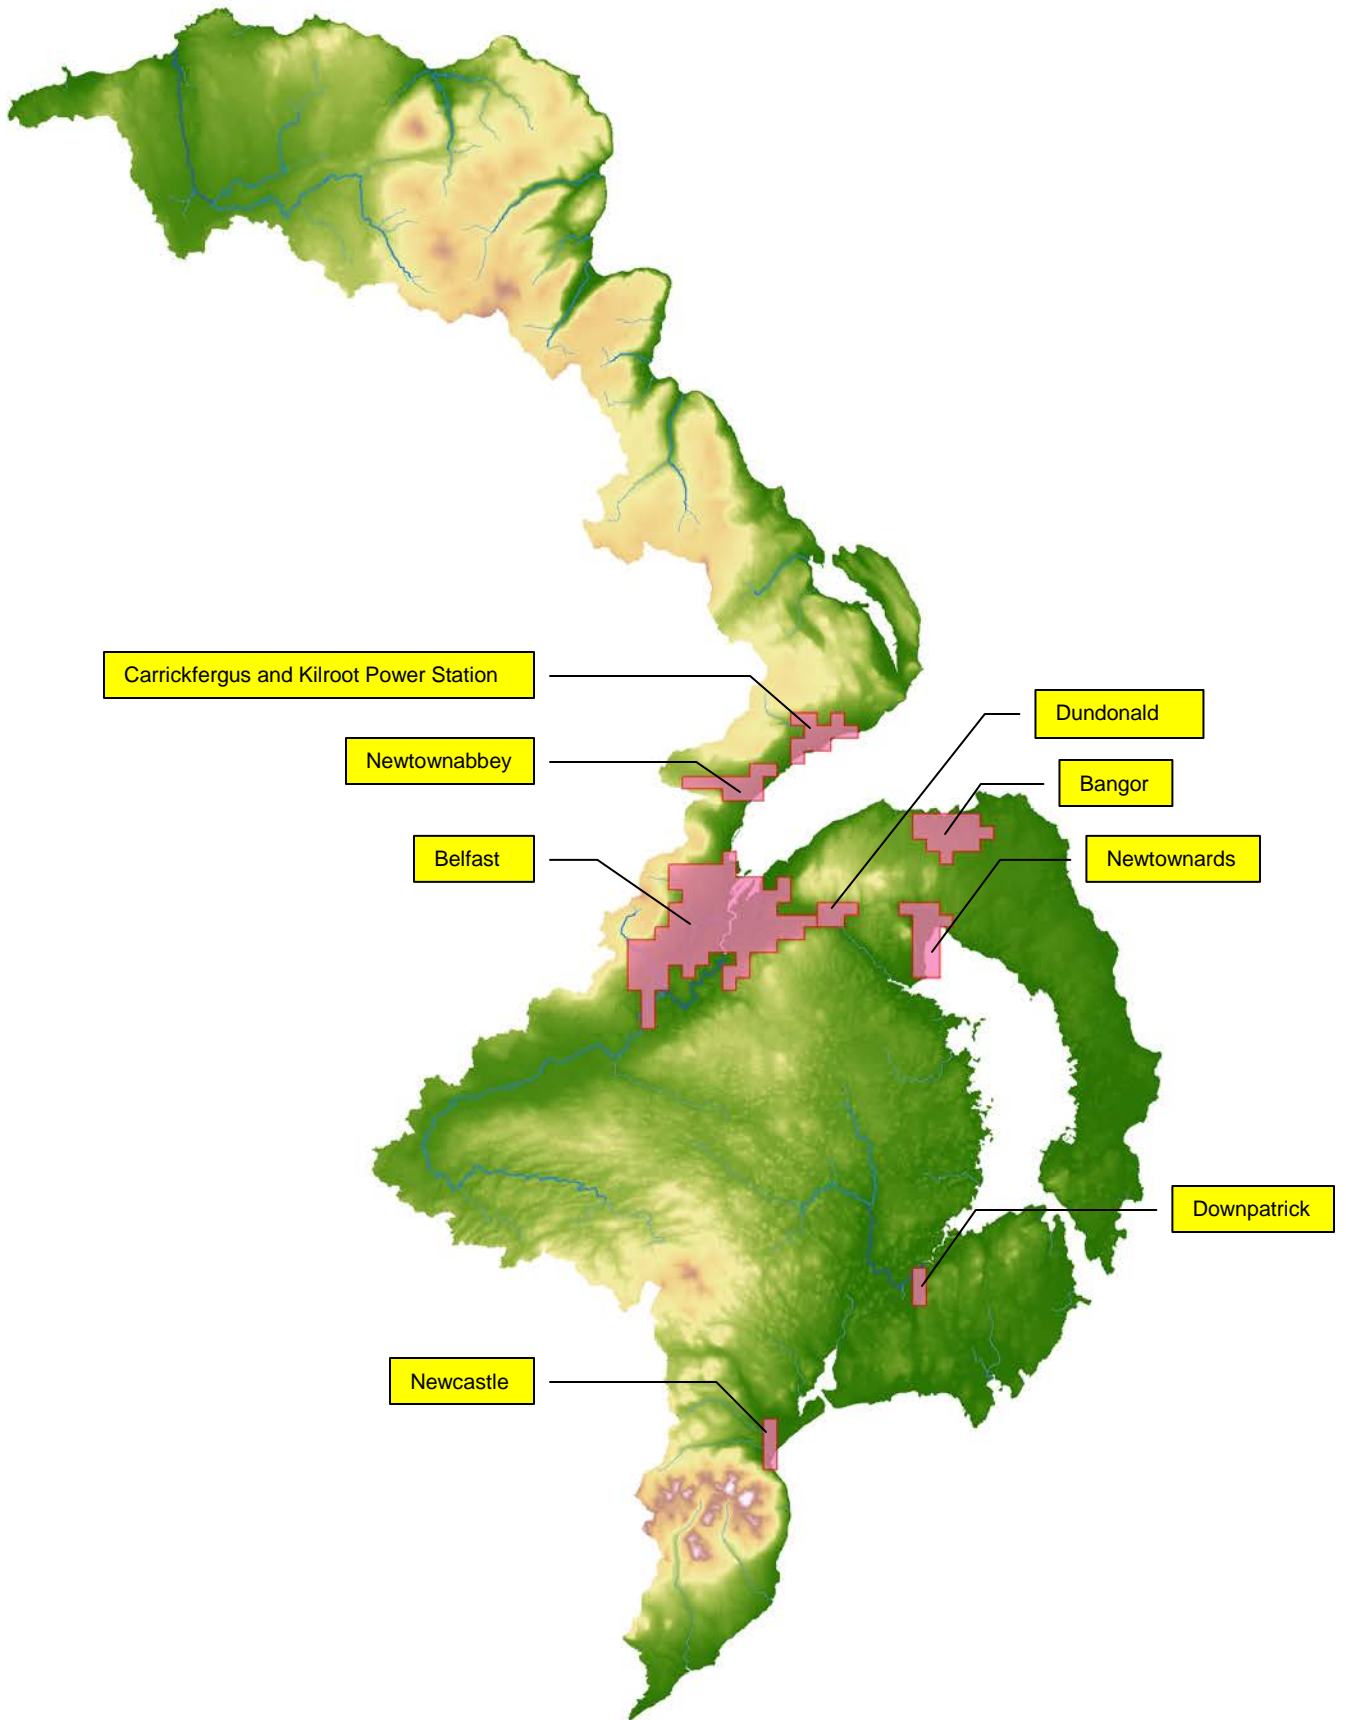 Carrickfergus and Kilroot Power Station
Dundonald
Newtownabbey
Bangor
Belfast
Newtownards
Downpatrick
Newcastle